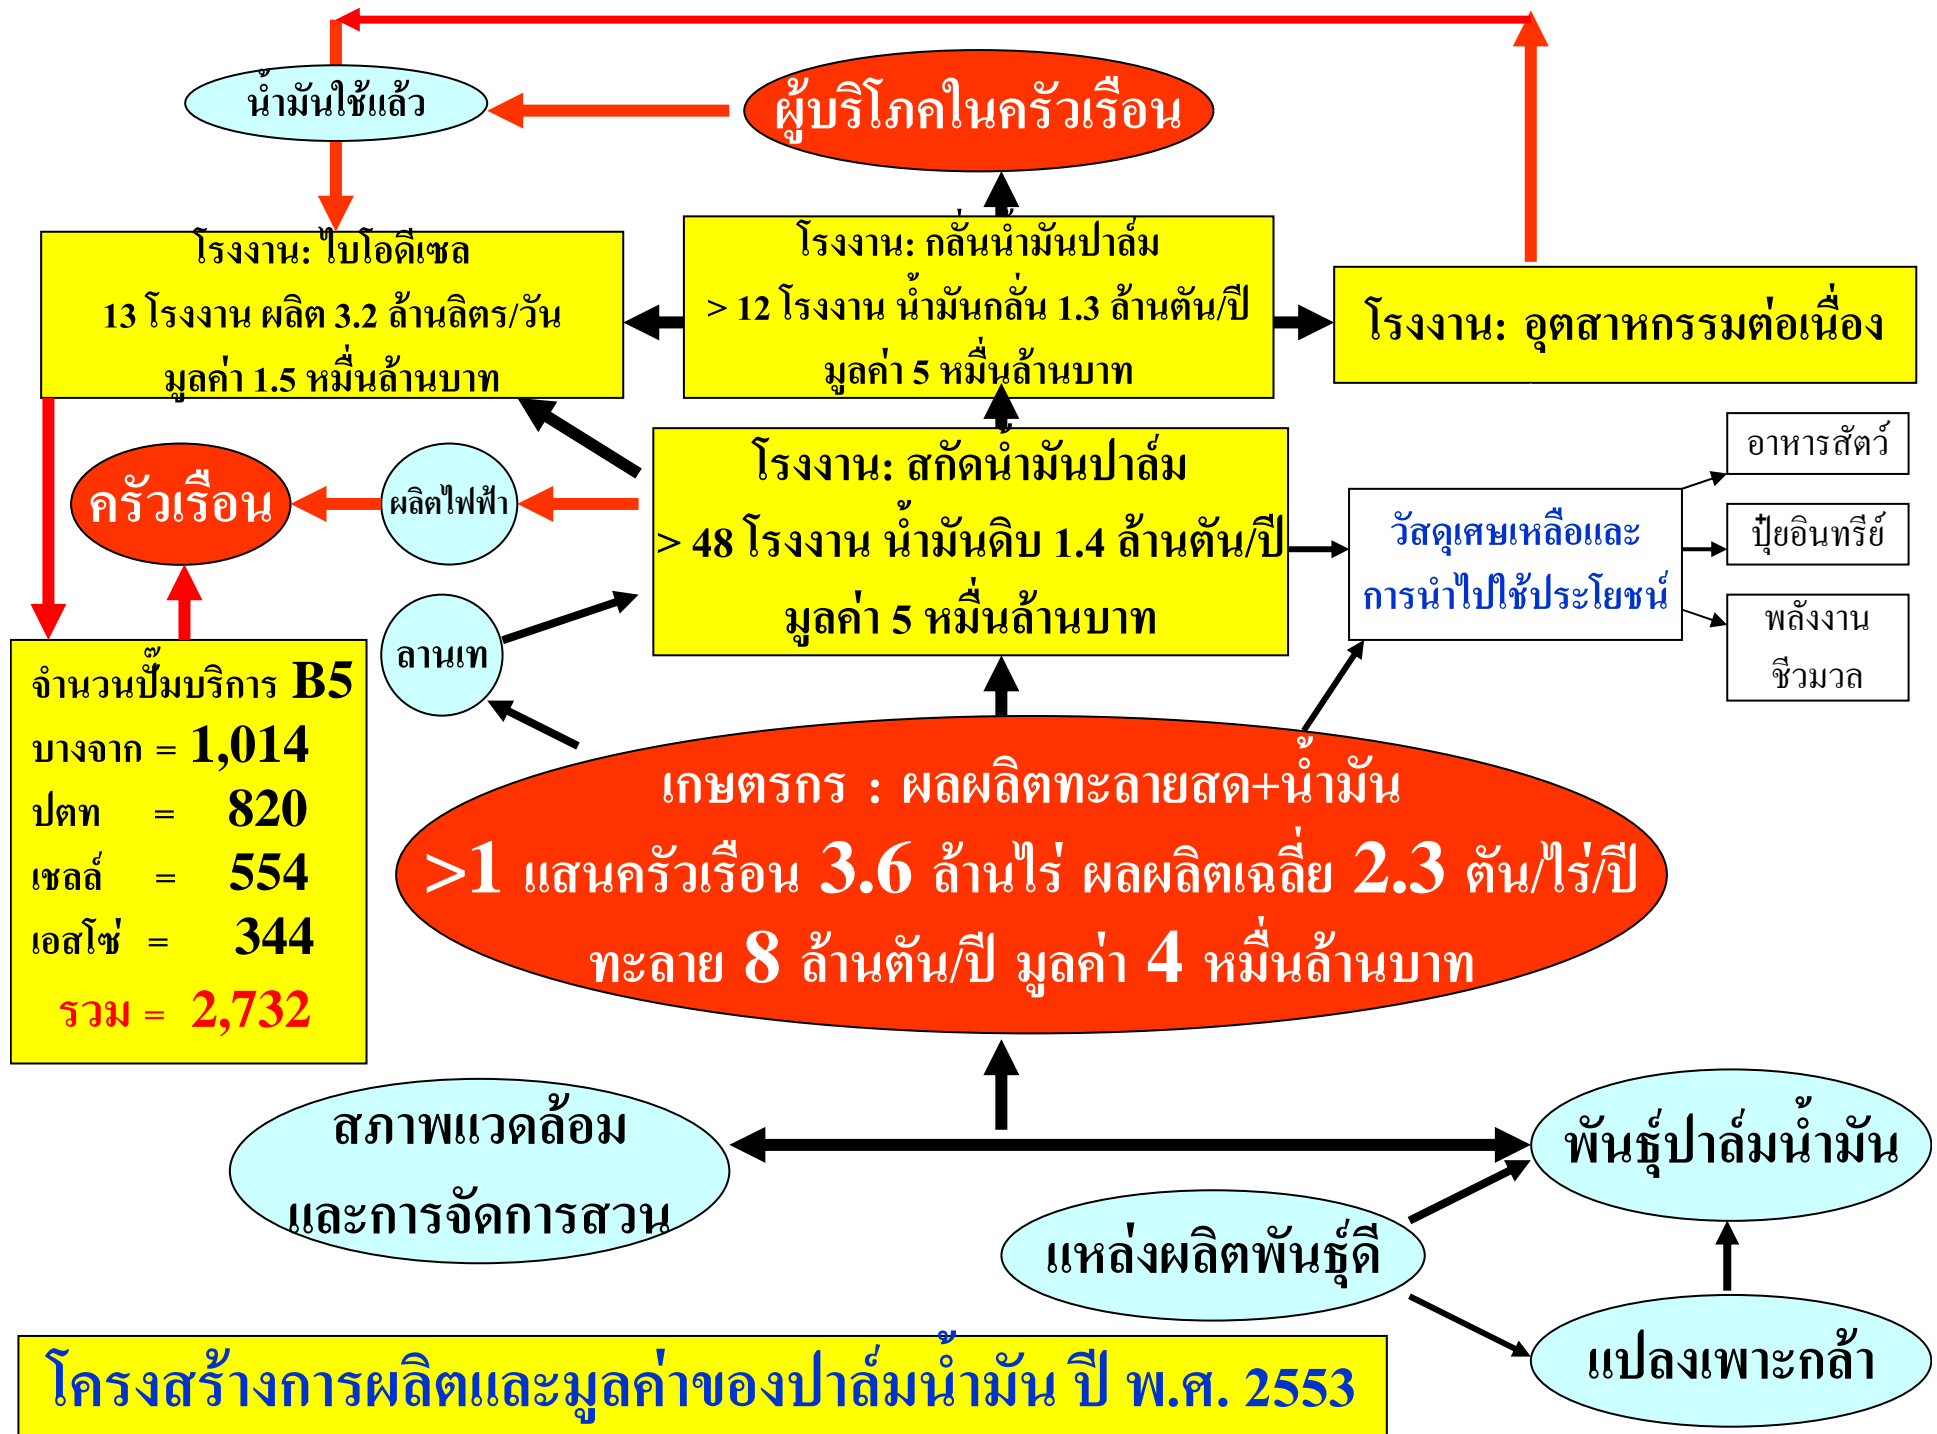 น้ำมันใช้แล้ว
ผู้บริโภคในครัวเรือน
โรงงาน: ไบโอดีเซล
13 โรงงาน ผลิต 3.2 ล้านลิตร/วัน
มูลค่า 1.5 หมื่นล้านบาท
โรงงาน: กลั่นน้ำมันปาล์ม
> 12 โรงงาน น้ำมันกลั่น 1.3 ล้านตัน/ปี
มูลค่า 5 หมื่นล้านบาท
โรงงาน: อุตสาหกรรมต่อเนื่อง
ครัวเรือน
ผลิตไฟฟ้า
โรงงาน: สกัดน้ำมันปาล์ม
> 48 โรงงาน น้ำมันดิบ 1.4 ล้านตัน/ปี
มูลค่า 5 หมื่นล้านบาท
วัสดุเศษเหลือและ
การนำไปใช้ประโยชน์
อาหารสัตว์
ปุ๋ยอินทรีย์
พลังงาน
ชีวมวล
ลานเท
จำนวนปั๊มบริการ B5
บางจาก = 1,014
ปตท = 820
เชลล์ = 554
เอสโซ่ = 344
รวม = 2,732
เกษตรกร : ผลผลิตทะลายสด+น้ำมัน
>1 แสนครัวเรือน 3.6 ล้านไร่ ผลผลิตเฉลี่ย 2.3 ตัน/ไร่/ปี
ทะลาย 8 ล้านตัน/ปี มูลค่า 4 หมื่นล้านบาท
สภาพแวดล้อม
และการจัดการสวน
พันธุ์ปาล์มน้ำมัน
แหล่งผลิตพันธุ์ดี
แปลงเพาะกล้า
โครงสร้างการผลิตและมูลค่าของปาล์มน้ำมัน ปี พ.ศ. 2553